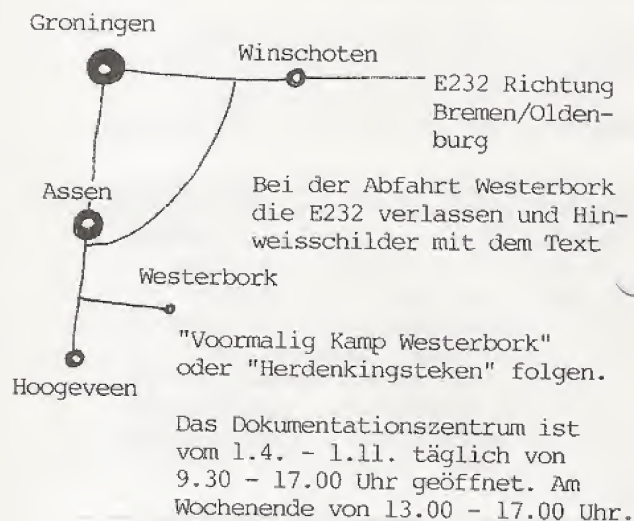 Groningen
Winschoten
E232 Richtung
Bremen/Olden-
burg
Assen
Bei der Abfahrt Westerbork
die E232 verlassen und Hin-
weisschilder mit dem Text
Westerbork
"Voormalig Kamp Westerbork"
oder "Herdenkingsteken" folgen.
Hoogeveen
Das Dokumentationszentrum ist
vom 1.4. - 1.11. täglich von
9.30 - 17.00 Uhr geöffnet. Am
Wochenende von 13.00 - 17.00 Uhr.